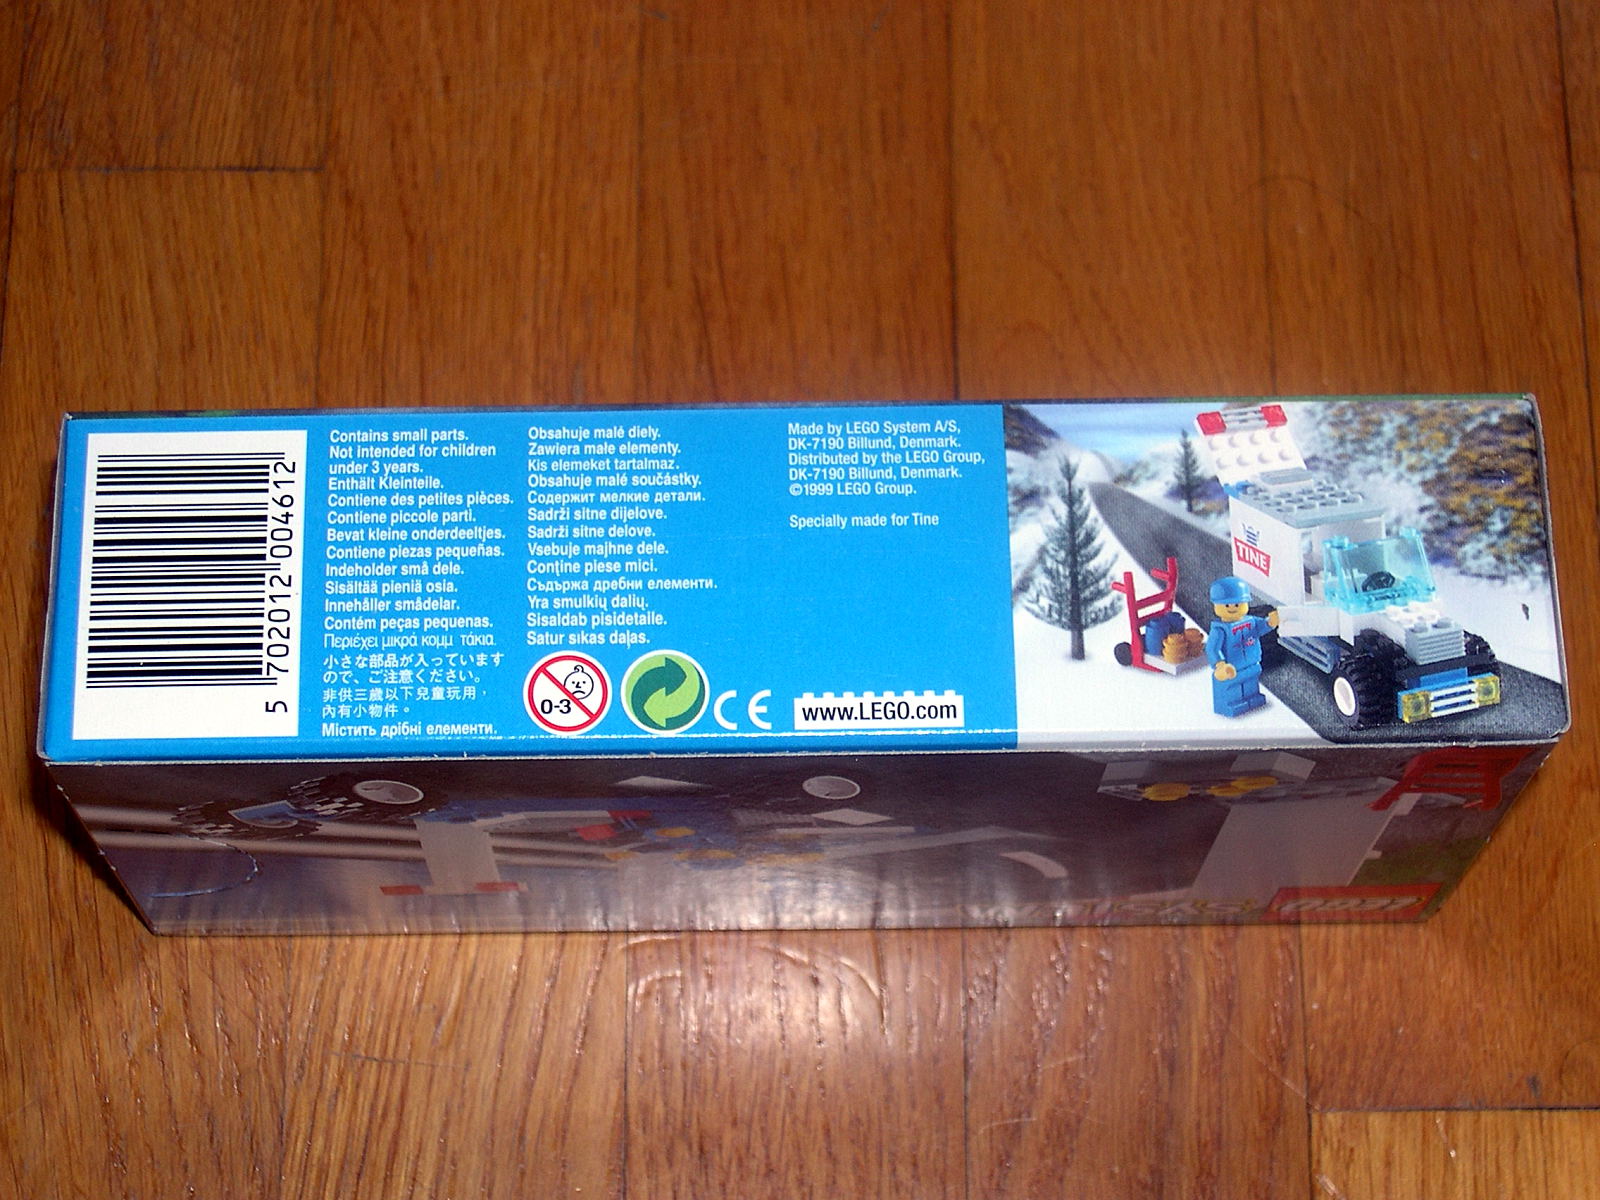 5 702012 004612
Contains small parts.
Not intended for children
under 3 years.
Enthält Kleinteile.
Contiene des petites pièces.
Contiene piccole parti.
Bevat kleine onderdeeltjes.
Contiene piezas pequeñas.
Indeholder små dele.
Sisältää pieniä osia.
Innehåller smådelar.
Contém peças pequenas.
Περιέχει μικρά κομμ τάκια.
小さな部品が入っています
ので、ご注意ください。
非供三歲以下兒童玩用，
內有小物件。
Містить дрібні елементи.
Obsahuje malé diely.
Zawiera małe elementy.
Kis elemeket tartalmaz.
Obsahuje malé součástky.
Содержит мелкие детали.
Sadrži sitne dijelove.
Sadrži sitne delove.
Vsebuje majhne dele.
Conţine piese mici.
Съдържа дребни елементи.
Yra smulkių dalių.
Sisaldab pisidetaile.
Satur sīkas daļas.
0-3
CE
www.LEGO.com
Made by LEGO System A/S,
DK-7190 Billund, Denmark.
Distributed by the LEGO Group,
DK-7190 Billund, Denmark.
©1999 LEGO Group.
Specially made for Tine
TINE